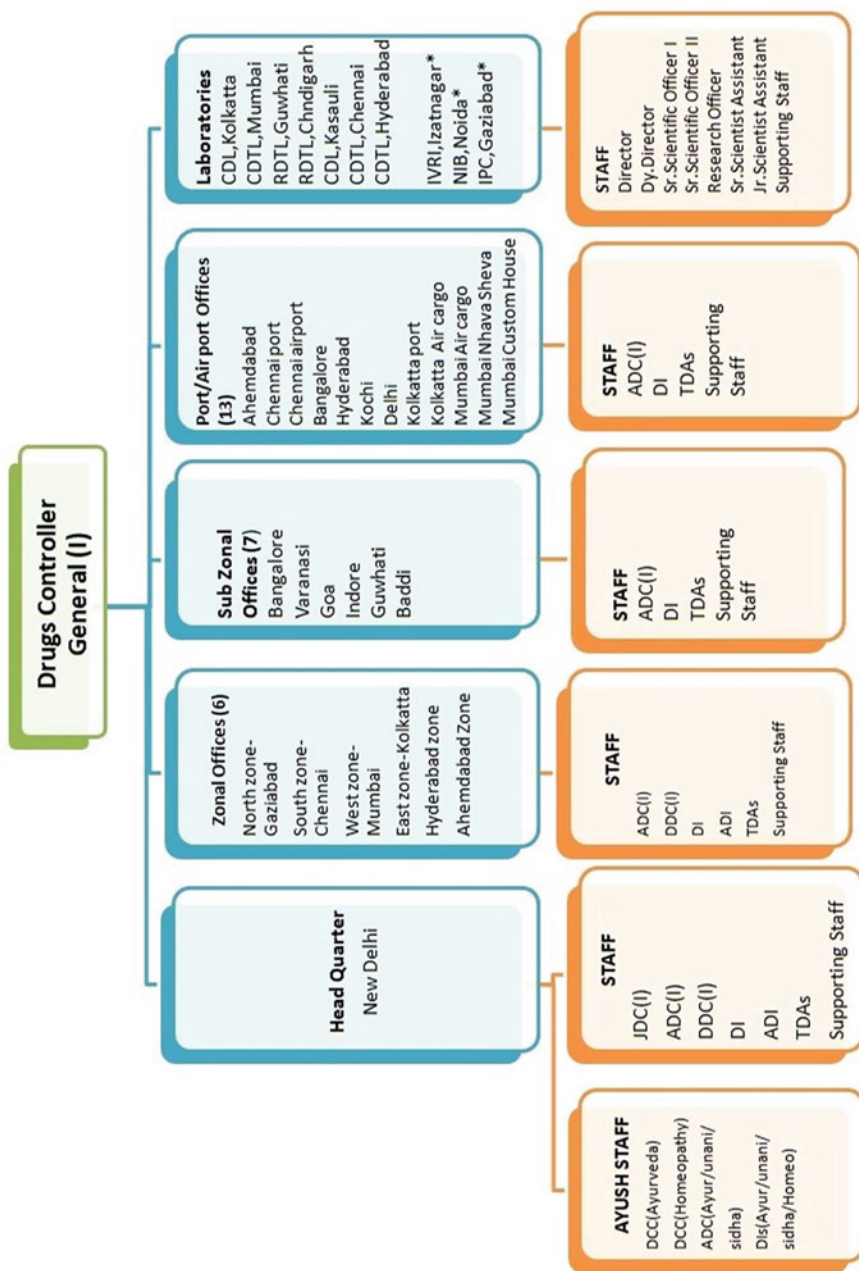 Drugs Controller
General (I)
Head Quarter
New Delhi
Zonal Offices (6)
North zone-
Gaziabad
South zone-
Chennai
West zone-
Mumbai
East zone-Kolkatta
Hyderabad zone
Ahemdabad Zone
Sub Zonal
Offices (7)
Bangalore
Varanasi
Goa
Indore
Guwhati
Baddi
Port/Airport Offices
(13)
Ahemdabad
Chennai port
Chennai airport
Bangalore
Hyderabad
Kochi
Delhi
Kolkatta port
Kolkatta Air cargo
Mumbai Air cargo
Mumbai Nhava Sheva
Mumbai Custom House
Laboratories
CDL,Kolkatta
CDTL,Mumbai
RDTL,Guwhati
RDTL,Chndigarh
CDL,Kasauli
CDTL,Chennai
CDTL,Hyderabad
IVRI,Izatnagar*
NIB,Noida*
IPC,Gaziabad*
AYUSH STAFF
DCC(Ayurveda)
DCC(Homeopathy)
ADC(Ayur/unani/
sidha)
DIs(Ayur/unani/
sidha/Homeo)
STAFF
JDC(I)
ADC(I)
DDC(I)
DI
ADI
TDAs
Supporting Staff
STAFF
ADC(I)
DDC(I)
DI
ADI
TDAs
Supporting Staff
STAFF
ADC(I)
DI
TDAs
Supporting
Staff
STAFF
ADC(I)
DI
TDAs
Supporting
Staff
STAFF
Director
Dy.Director
Sr.Scientific Officer I
Sr.Scientific Officer II
Research Officer
Sr.Scientist Assistant
Jr.Scientist Assistant
Supporting Staff